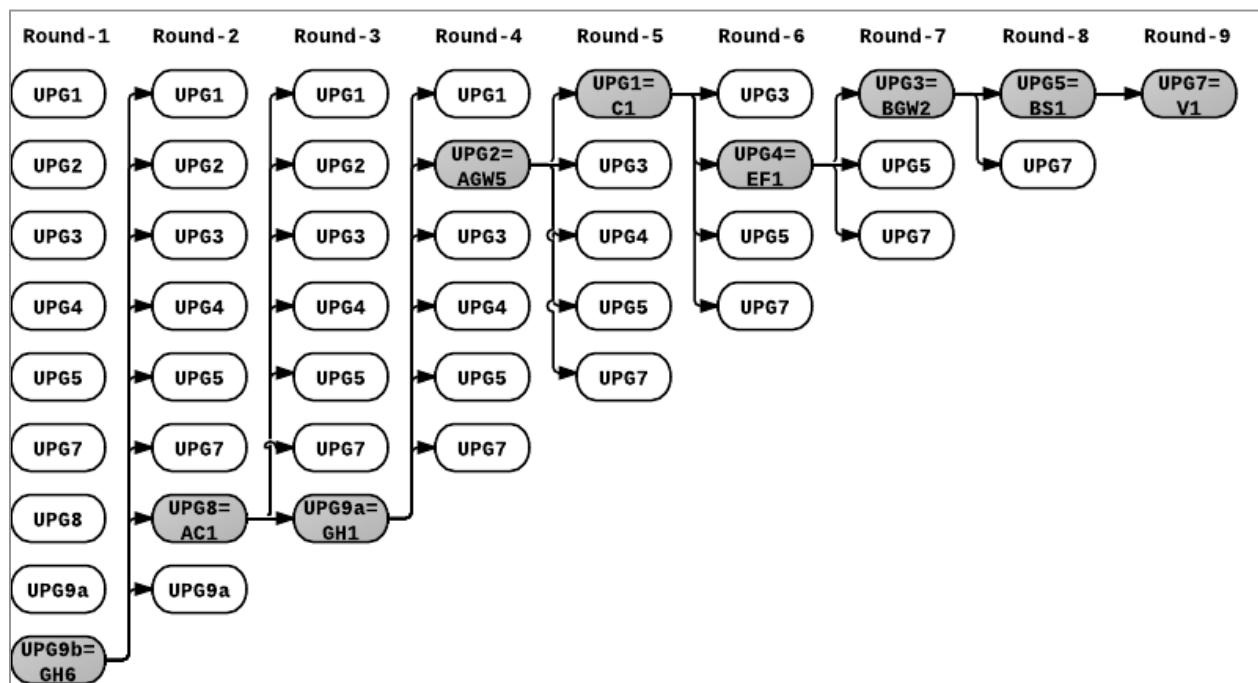 Round-1 Round-2 Round-3 Round-4 Round-5 Round-6 Round-7 Round-8 Round-9
UPG1 UPG1 UPG1 UPG1 UPG1= UPG3 UPG3= UPG5= UPG7=
C1 BGW2 BS1 V1
UPG2 UPG2 UPG2 UPG2= UPG3 UPG4= UPG5 UPG7
AGW5 EF1
UPG3 UPG3 UPG3 UPG3 UPG4 UPG5 UPG7
UPG4 UPG4 UPG4 UPG4 UPG5 UPG7
UPG5 UPG5 UPG5 UPG5 UPG7
UPG7 UPG7 UPG7 UPG7
UPG8 UPG8= UPG9a=
AC1 GH1
UPG9a UPG9a
UPG9b=
GH6